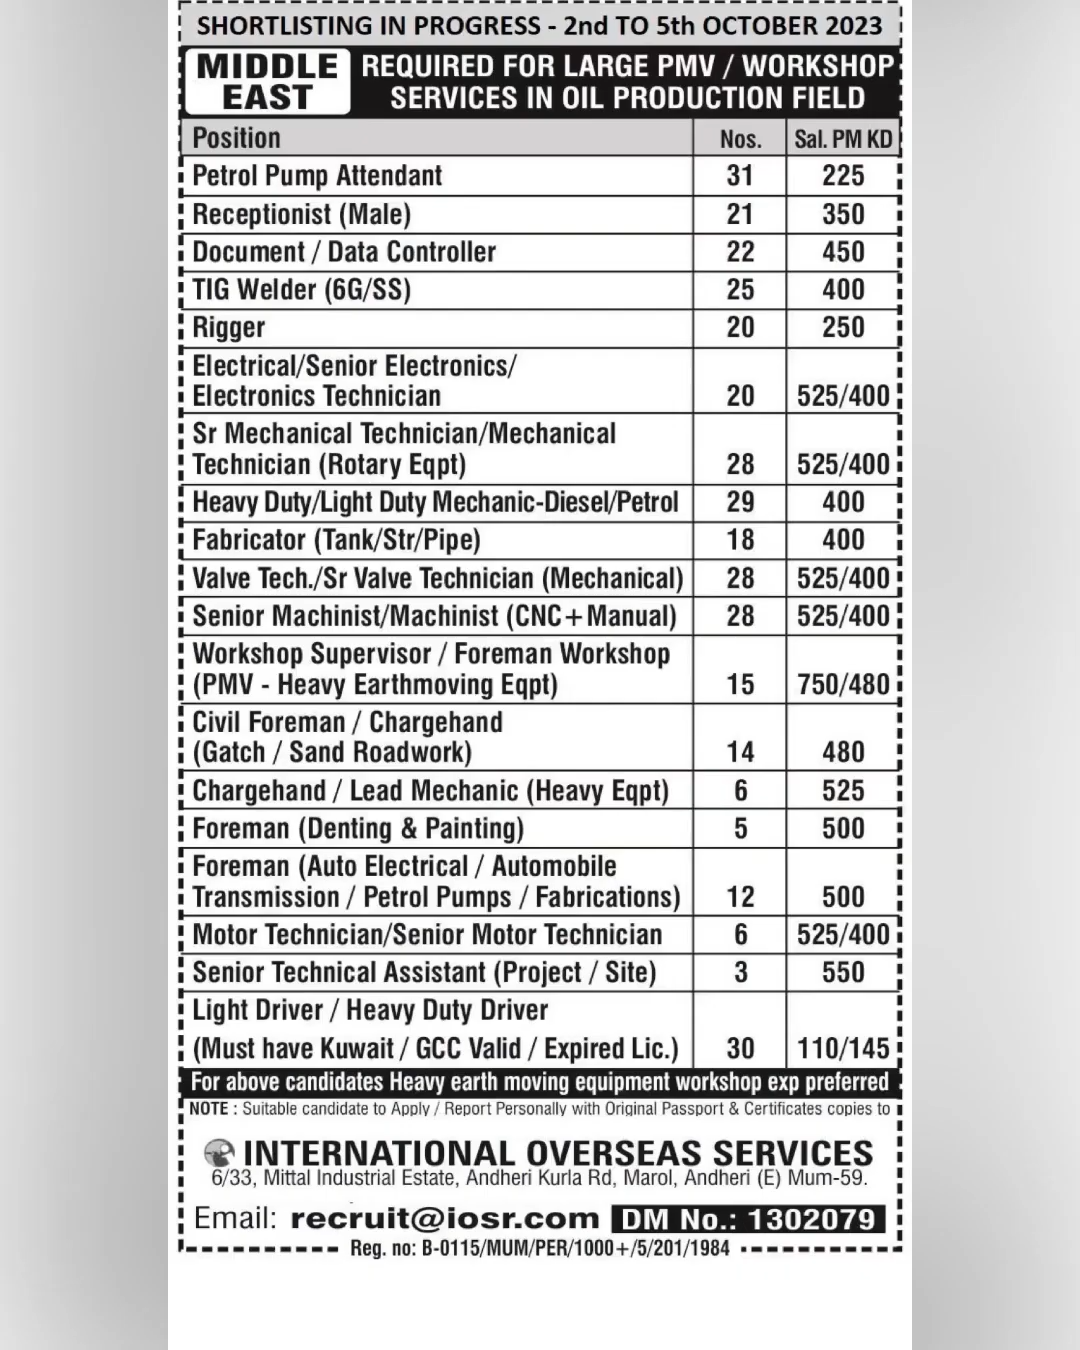 SHORTLISTING IN PROGRESS - 2nd TO 5th OCTOBER 2023
MIDDLE EAST
REQUIRED FOR LARGE PMV / WORKSHOP
SERVICES IN OIL PRODUCTION FIELD
Position Nos. Sal. PM KD
Petrol Pump Attendant 31 225
Receptionist (Male) 21 350
Document / Data Controller 22 450
TIG Welder (6G/SS) 25 400
Rigger 20 250
Electrical/Senior Electronics/
Electronics Technician 20 525/400
Sr Mechanical Technician/Mechanical
Technician (Rotary Eqpt) 28 525/400
Heavy Duty/Light Duty Mechanic-Diesel/Petrol 29 400
Fabricator (Tank/Str/Pipe) 18 400
Valve Tech./Sr Valve Technician (Mechanical) 28 525/400
Senior Machinist/Machinist (CNC+Manual) 28 525/400
Workshop Supervisor / Foreman Workshop
(PMV - Heavy Earthmoving Eqpt) 15 750/480
Civil Foreman / Chargehand
(Gatch / Sand Roadwork) 14 480
Chargehand / Lead Mechanic (Heavy Eqpt) 6 525
Foreman (Denting & Painting) 5 500
Foreman (Auto Electrical / Automobile
Transmission / Petrol Pumps / Fabrications) 12 500
Motor Technician/Senior Motor Technician 6 525/400
Senior Technical Assistant (Project / Site) 3 550
Light Driver / Heavy Duty Driver
(Must have Kuwait / GCC Valid / Expired Lic.) 30 110/145
For above candidates Heavy earth moving equipment workshop exp preferred
NOTE : Suitable candidate to Apply / Report Personally with Original Passport & Certificates copies to
INTERNATIONAL OVERSEAS SERVICES
6/33, Mittal Industrial Estate, Andheri Kurla Rd, Marol, Andheri (E) Mum-59.
Email: recruit@iosr.com DM No.: 1302079
Reg. no: B-0115/MUM/PER/1000+/5/201/1984